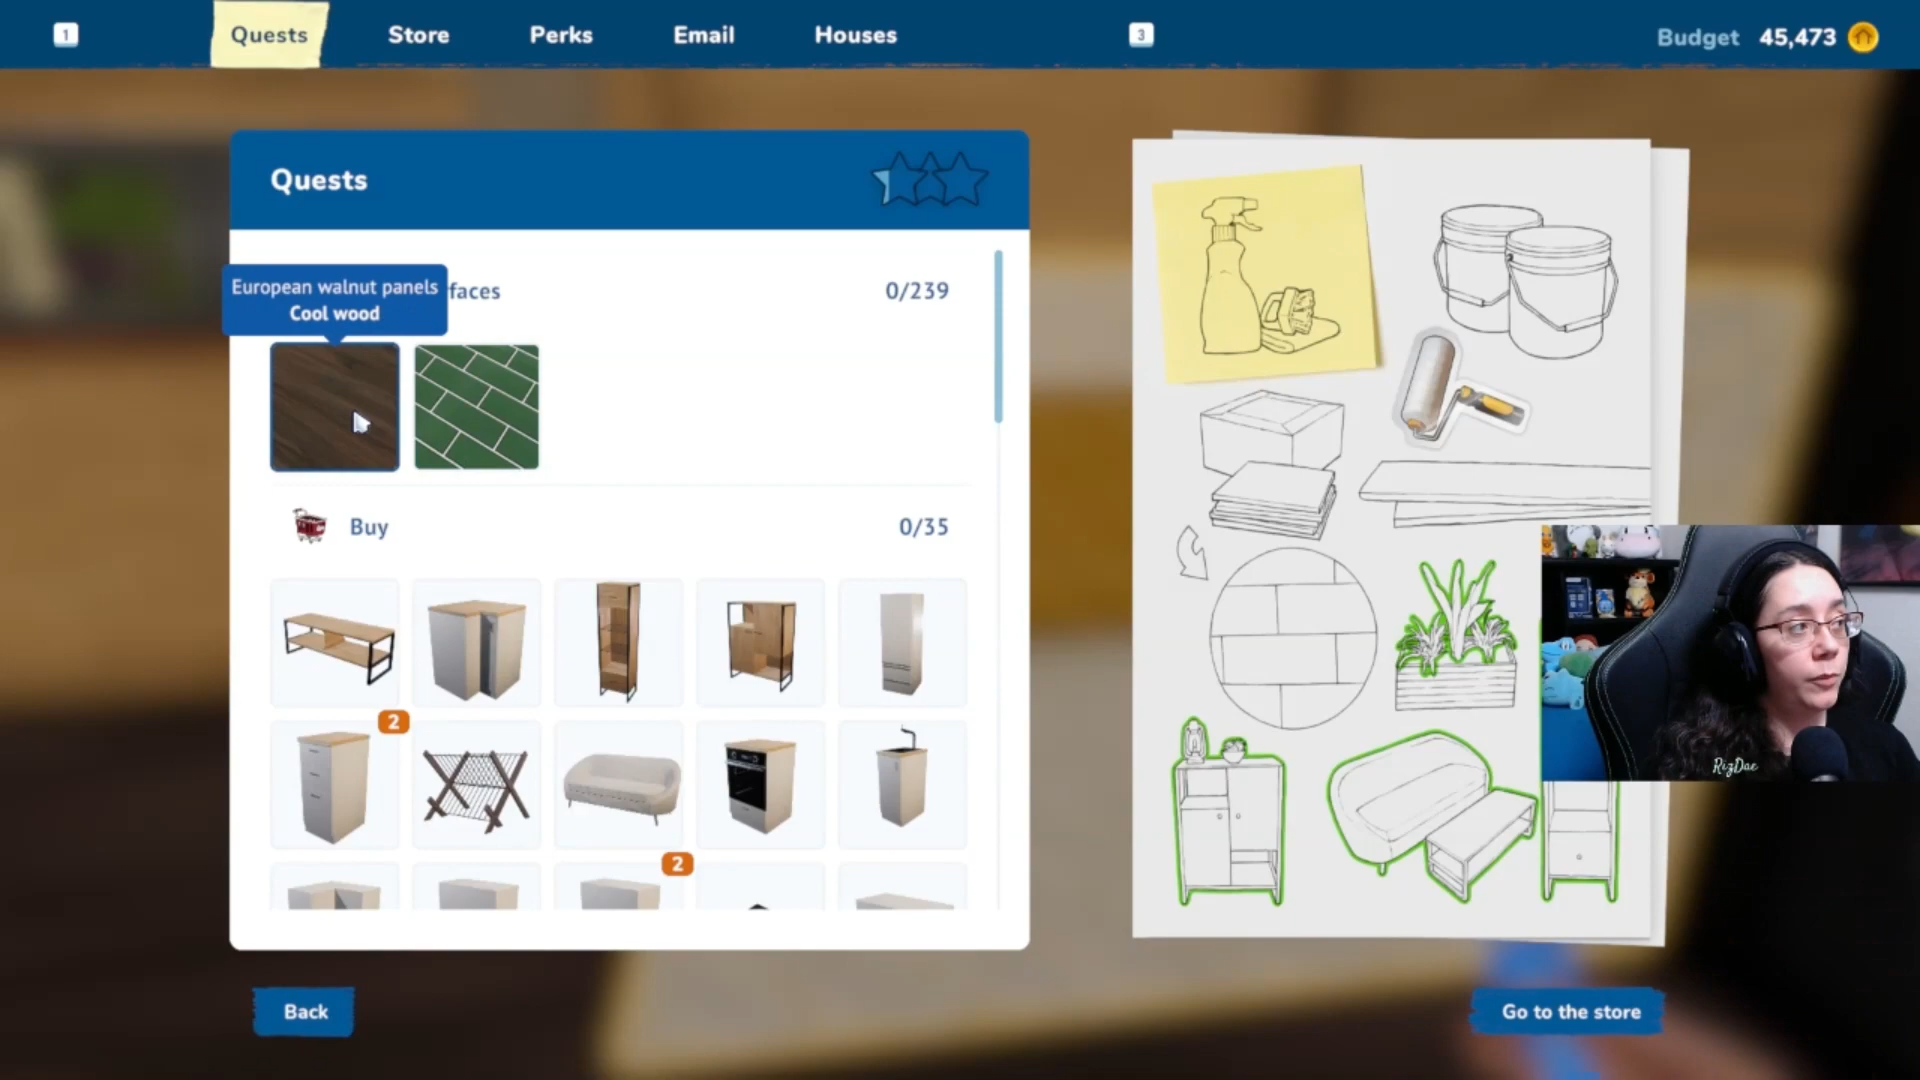 1
Quests
Store
Perks
Email
Houses
3
Budget 45,473
Quests
European walnut panels
Cool wood
faces
0/239
Buy
0/35
2
2
RizDae
Back
Go to the store